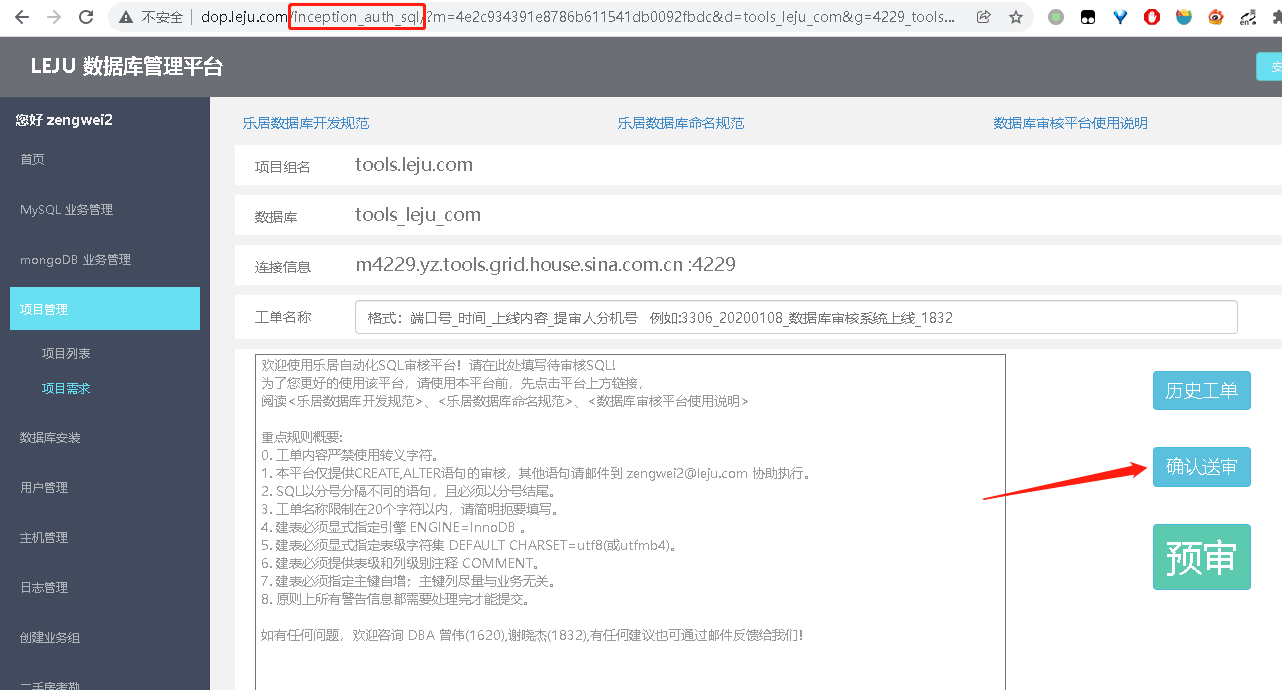 不安全 dop.leju.com/inception_auth_sql/?m=4e2c934391e8786b611541db0092fbdc&d=tools_leju_com&g=4229_tools...
LEJU 数据库管理平台
安
您好 zengwei2
首页
MySQL 业务管理
mongoDB 业务管理
项目管理
项目列表
项目需求
数据库安装
用户管理
主机管理
日志管理
创建业务组
二手房考勤
乐居数据库开发规范 乐居数据库命名规范 数据库审核平台使用说明
项目组名 tools.leju.com
数据库 tools_leju_com
连接信息 m4229.yz.tools.grid.house.sina.com.cn :4229
工单名称 格式：端口号_时间_上线内容_提审人分机号 例如:3306_20200108_数据库审核系统上线_1832
欢迎使用乐居自动化SQL审核平台！请在此处填写待审核SQL!
为了您更好的使用该平台，请使用本平台前，先点击平台上方链接，
阅读<乐居数据库开发规范>、<乐居数据库命名规范>、<数据库审核平台使用说明>
重点规则概要:
0. 工单内容严禁使用转义字符。
1. 本平台仅提供CREATE,ALTER语句的审核，其他语句请邮件到 zengwei2@leju.com 协助执行。
2. SQL以分号分隔不同的语句，且必须以分号结尾。
3. 工单名称限制在20个字符以内，请简明扼要填写。
4. 建表必须显式指定引擎 ENGINE=InnoDB 。
5. 建表必须显式指定表级字符集 DEFAULT CHARSET=utf8(或utfmb4)。
6. 建表必须提供表级和列级别注释 COMMENT。
7. 建表必须指定主键自增；主键列尽量与业务无关。
8. 原则上所有警告信息都需要处理完才能提交。
如有任何问题，欢迎咨询 DBA 曾伟(1620),谢晓杰(1832),有任何建议也可通过邮件反馈给我们！
历史工单
确认送审
预审